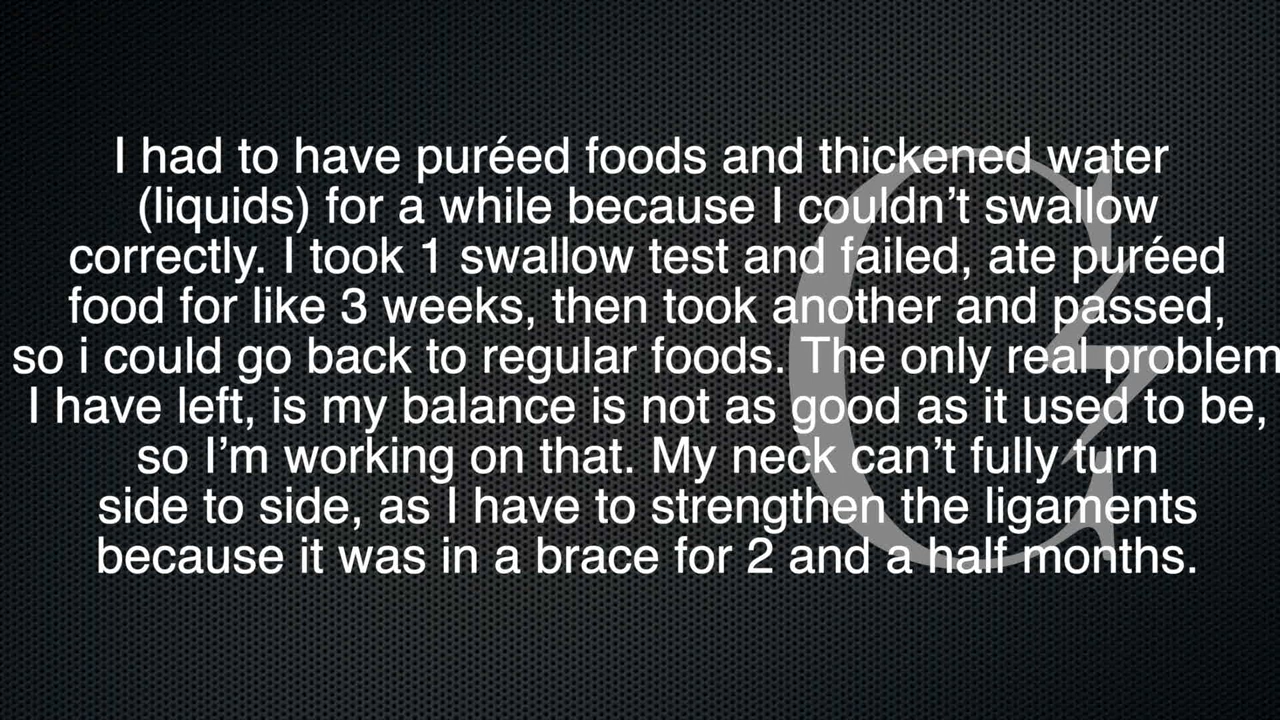 I had to have puréed foods and thickened water
(liquids) for a while because I couldn’t swallow
correctly. I took 1 swallow test and failed, ate puréed
food for like 3 weeks, then took another and passed,
so i could go back to regular foods. The only real problem
I have left, is my balance is not as good as it used to be,
so I’m working on that. My neck can’t fully turn
side to side, as I have to strengthen the ligaments
because it was in a brace for 2 and a half months.